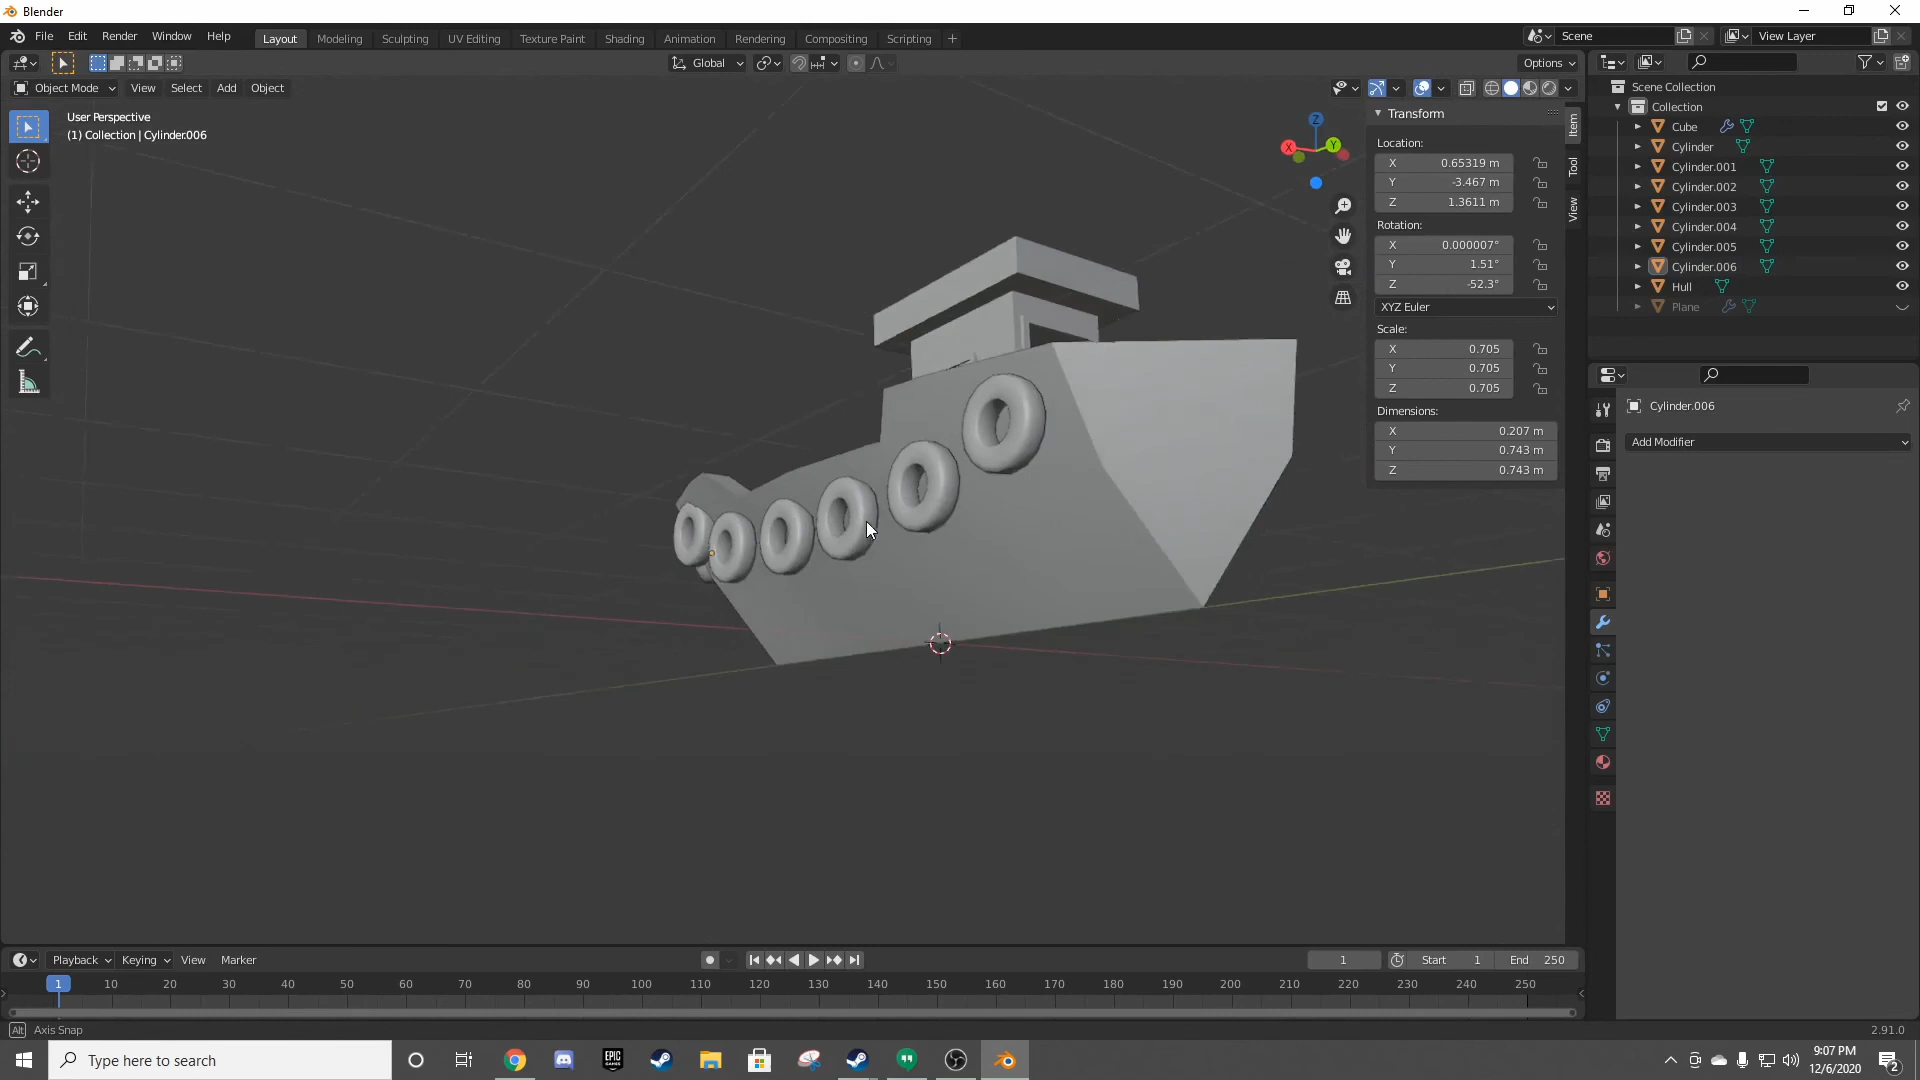 Blender
File Edit Render Window Help
Layout Modeling Sculpting UV Editing Texture Paint Shading Animation Rendering Compositing Scripting +
Scene
View Layer
Global
Options
Object Mode View Select Add Object
User Perspective
(1) Collection | Cylinder.006
Z
X
Y
Item
Tool
View
Transform
Location:
X 0.65319 m
Y -3.467 m
Z 1.3611 m
Rotation:
X 0.000007°
Y 1.51°
Z -52.3°
XYZ Euler
Scale:
X 0.705
Y 0.705
Z 0.705
Dimensions:
X 0.207 m
Y 0.743 m
Z 0.743 m
Scene Collection
Collection
Cube
Cylinder
Cylinder.001
Cylinder.002
Cylinder.003
Cylinder.004
Cylinder.005
Cylinder.006
Hull
Plane
Cylinder.006
Add Modifier
Playback Keying View Marker
1
Start 1
End 250
1 10 20 30 40 50 60 70 80 90 100 110 120 130 140 150 160 170 180 190 200 210 220 230 240 250
Alt Axis Snap
2.91.0
Type here to search
EPIC GAMES
9:07 PM
12/6/2020
2